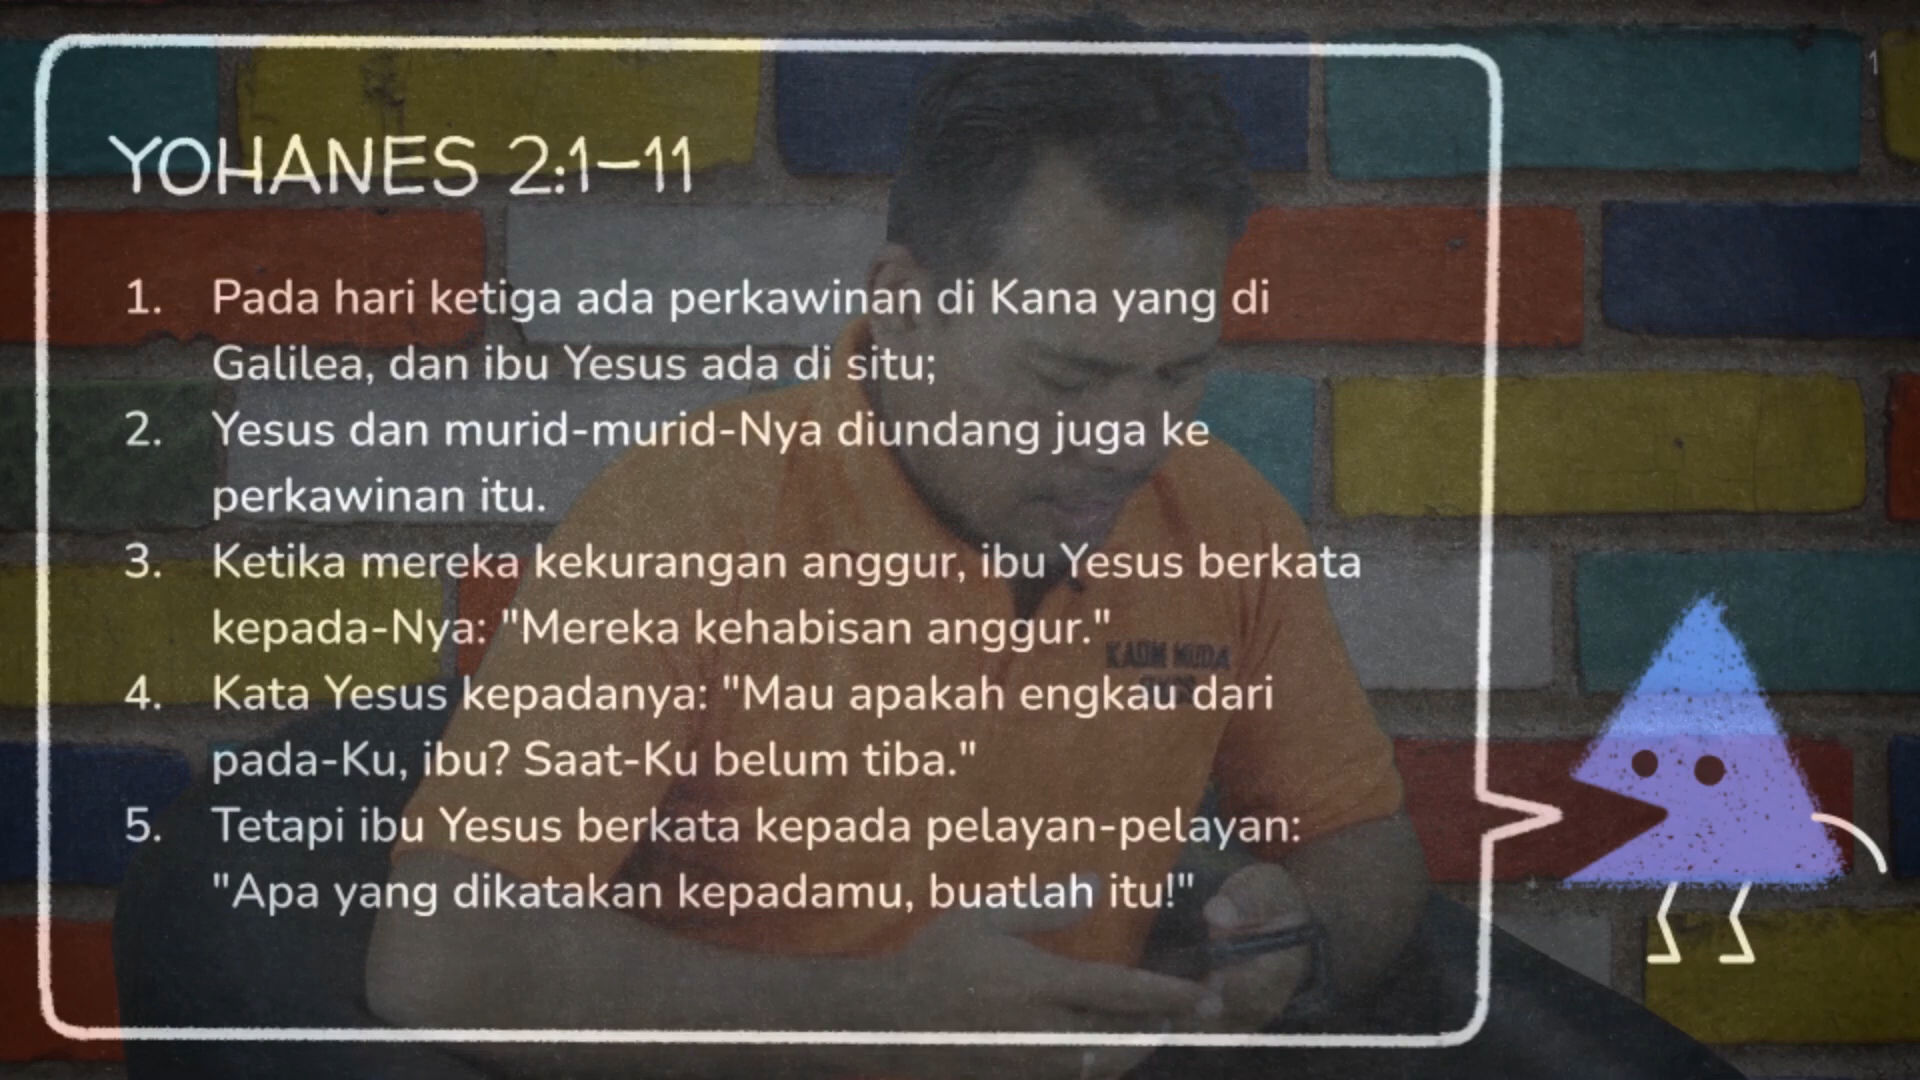 1
YOHANES 2:1–11
1. Pada hari ketiga ada perkawinan di Kana yang di
Galilea, dan ibu Yesus ada di situ;
2. Yesus dan murid-murid-Nya diundang juga ke
perkawinan itu.
3. Ketika mereka kekurangan anggur, ibu Yesus berkata
kepada-Nya: "Mereka kehabisan anggur."
4. Kata Yesus kepadanya: "Mau apakah engkau dari
pada-Ku, ibu? Saat-Ku belum tiba."
5. Tetapi ibu Yesus berkata kepada pelayan-pelayan:
"Apa yang dikatakan kepadamu, buatlah itu!"
KAUM MUDA